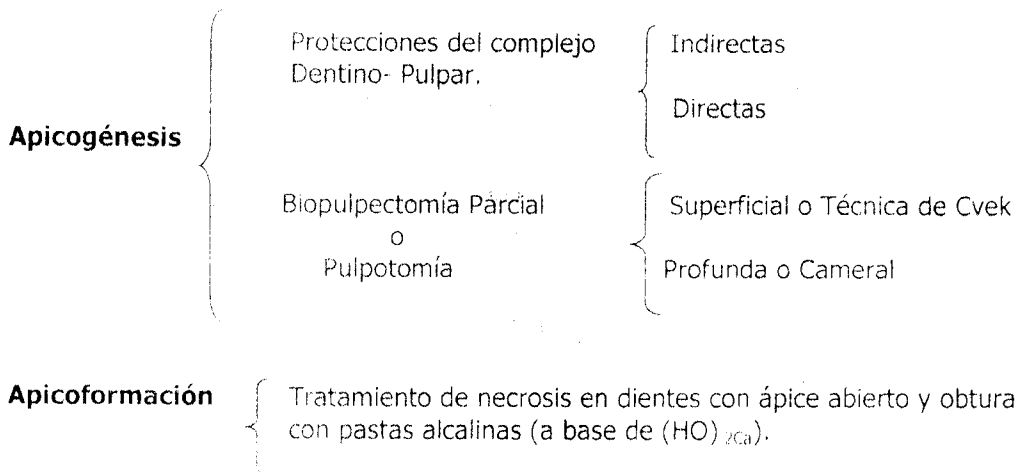 Protecciones del complejo
Dentino- Pulpar.
Indirectas
Directas
Apicogénesis
Biopulpectomía Parcial
o
Pulpotomía
Superficial o Técnica de Cvek
Profunda o Cameral
Apicoformación
Tratamiento de necrosis en dientes con ápice abierto y obtura
con pastas alcalinas (a base de (HO) 2Ca).